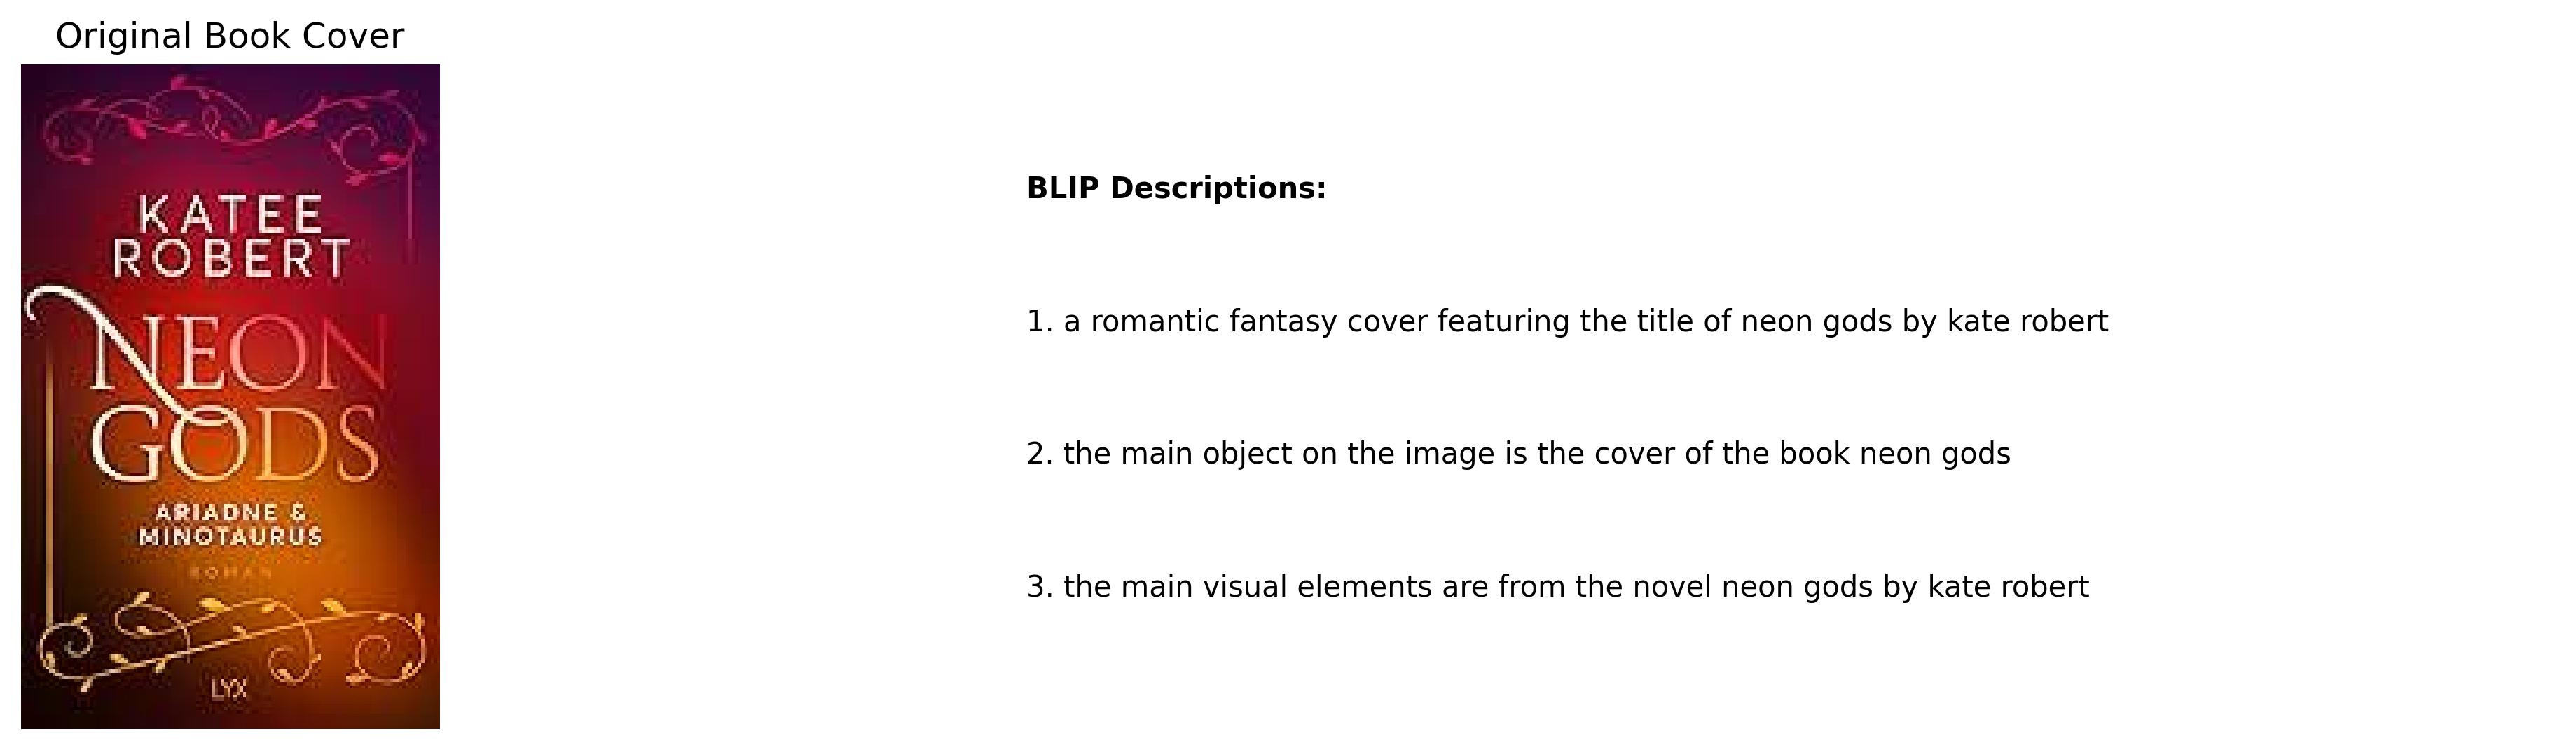 Original Book Cover
KATEE
ROBERT
NEON
GODS
ARIADNE &
MINOTAURUS
ROMAN
LYX
BLIP Descriptions:
1. a romantic fantasy cover featuring the title of neon gods by kate robert
2. the main object on the image is the cover of the book neon gods
3. the main visual elements are from the novel neon gods by kate robert